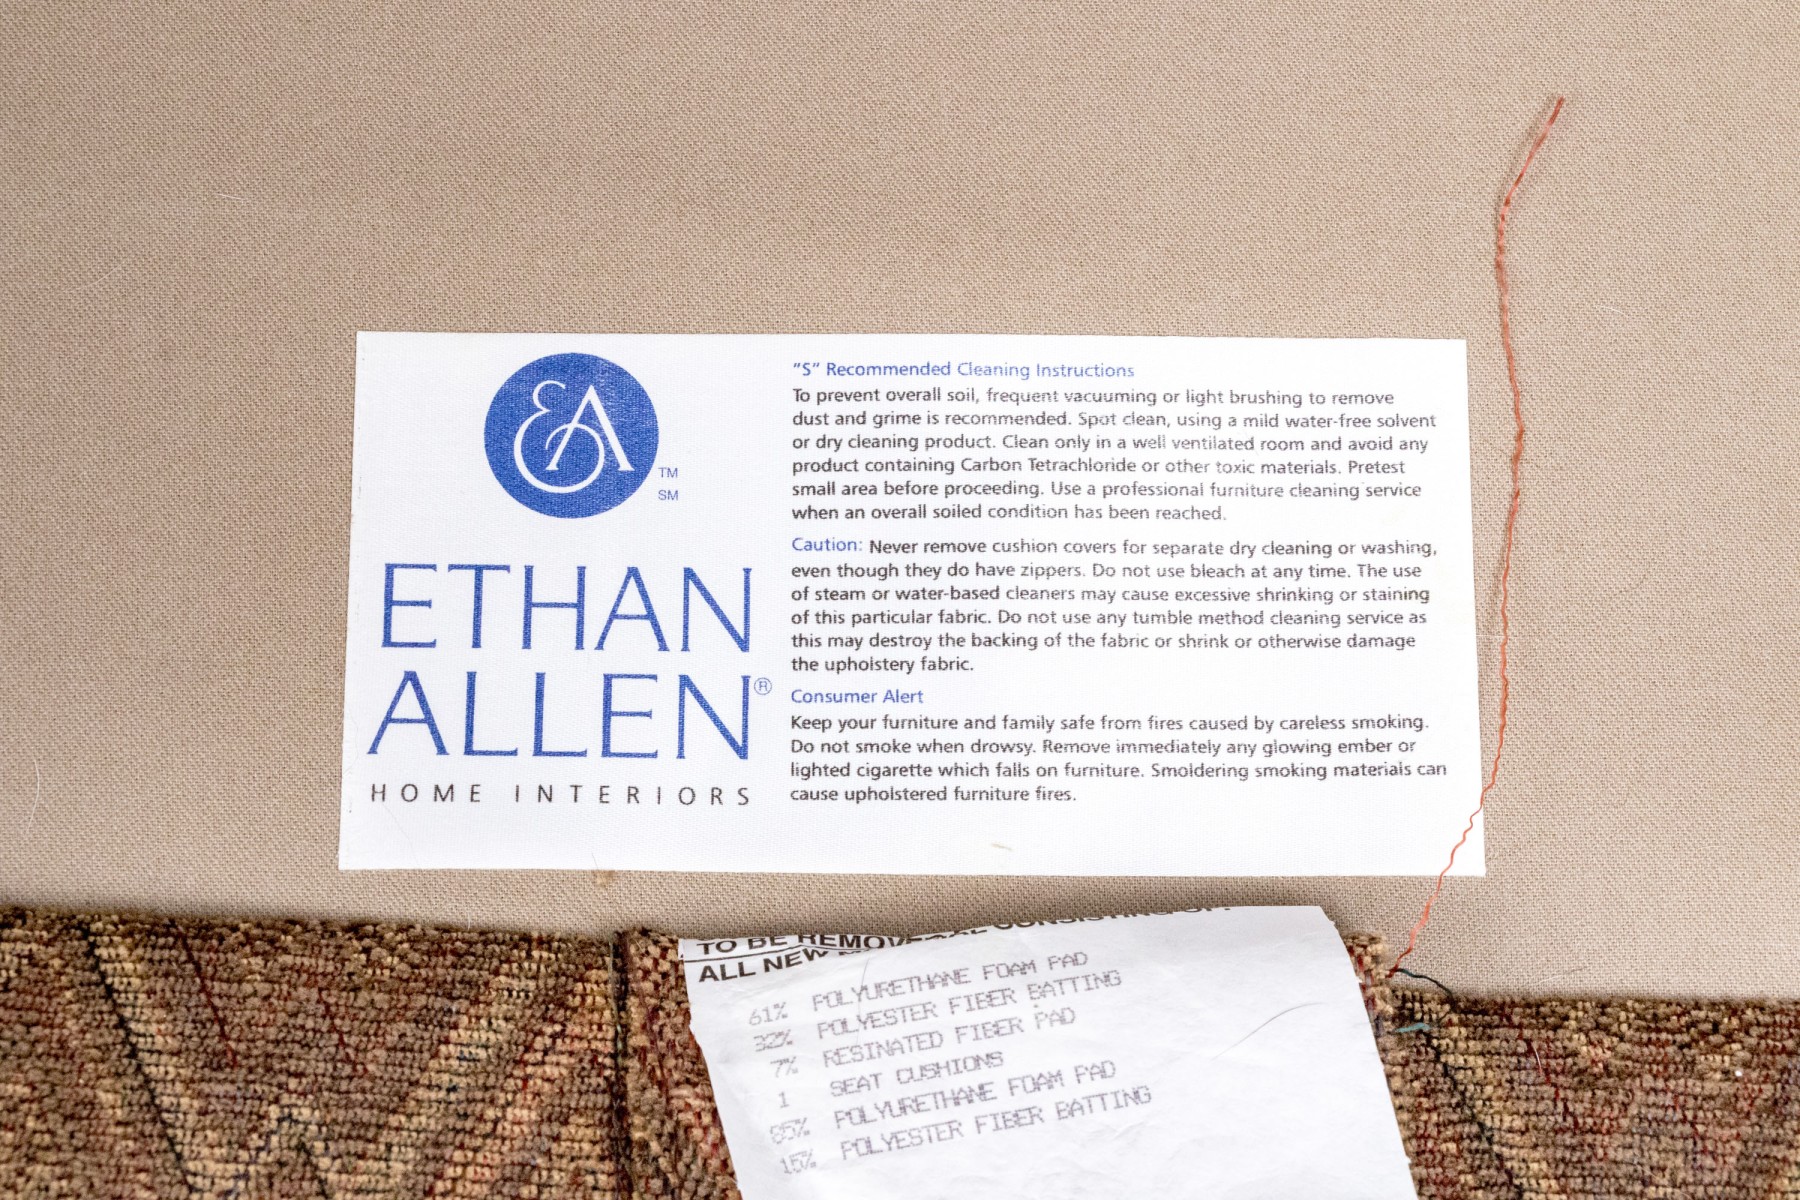 EA
TM
SM
ETHAN
ALLEN®
HOME INTERIORS
"S" Recommended Cleaning Instructions
To prevent overall soil, frequent vacuuming or light brushing to remove
dust and grime is recommended. Spot clean, using a mild water-free solvent
or dry cleaning product. Clean only in a well ventilated room and avoid any
product containing Carbon Tetrachloride or other toxic materials. Pretest
small area before proceeding. Use a professional furniture cleaning service
when an overall soiled condition has been reached.
Caution: Never remove cushion covers for separate dry cleaning or washing,
even though they do have zippers. Do not use bleach at any time. The use
of steam or water-based cleaners may cause excessive shrinking or staining
of this particular fabric. Do not use any tumble method cleaning service as
this may destroy the backing of the fabric or shrink or otherwise damage
the upholstery fabric.
Consumer Alert
Keep your furniture and family safe from fires caused by careless smoking.
Do not smoke when drowsy. Remove immediately any glowing ember or
lighted cigarette which falls on furniture. Smoldering smoking materials can
cause upholstered furniture fires.
TO BE
ALL NEW CONSISTING OF:
61% POLYURETHANE FOAM PAD
32% POLYESTER FIBER BATTING
7% RESINATED FIBER PAD
1 SEAT CUSHIONS
85% POLYURETHANE FOAM PAD
15% POLYESTER FIBER BATTING